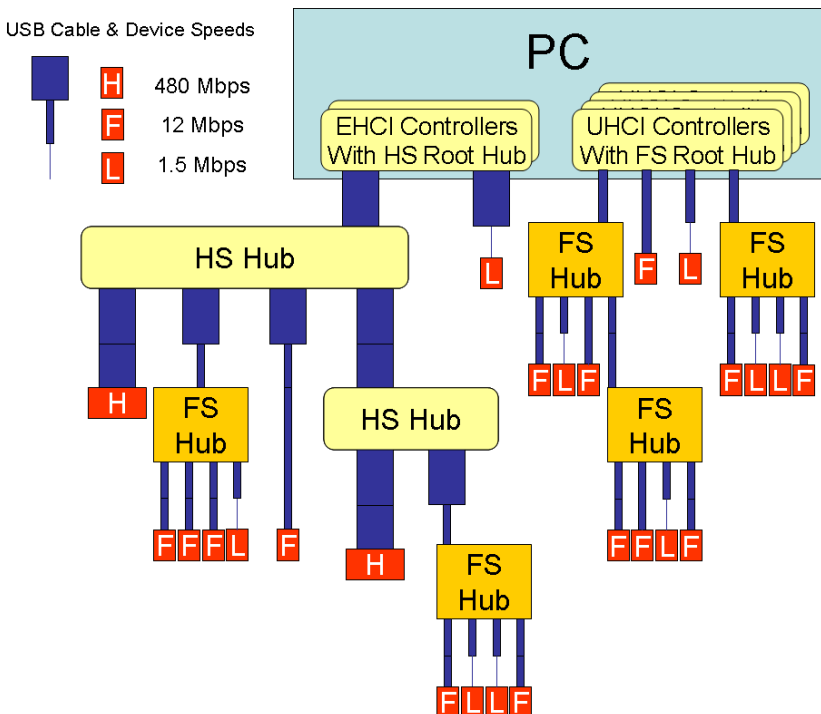 USB Cable & Device Speeds
H 480 Mbps
F 12 Mbps
L 1.5 Mbps
PC
EHCI Controllers
With HS Root Hub
UHCI Controllers
With FS Root Hub
HS Hub
L
FS
Hub
F
L
FS
Hub
F L F
F L L F
H
FS
Hub
HS Hub
FS
Hub
F F F L
F
H
F F L F
FS
Hub
F L L F